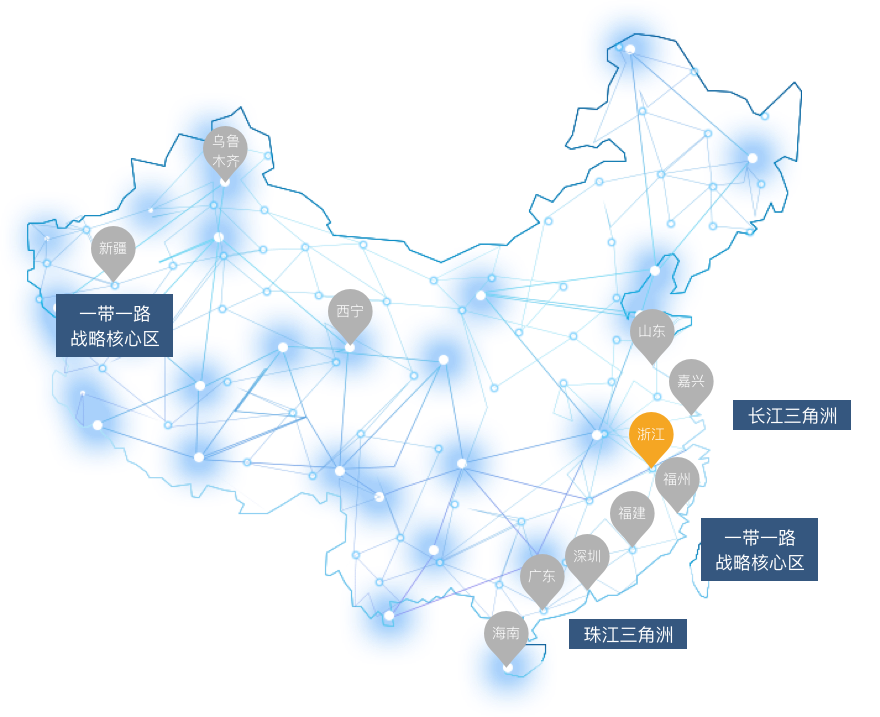 乌鲁
木齐
新疆
一带一路
战略核心区
西宁
山东
嘉兴
长江三角洲
浙江
福州
福建
一带一路
战略核心区
深圳
广东
海南
珠江三角洲